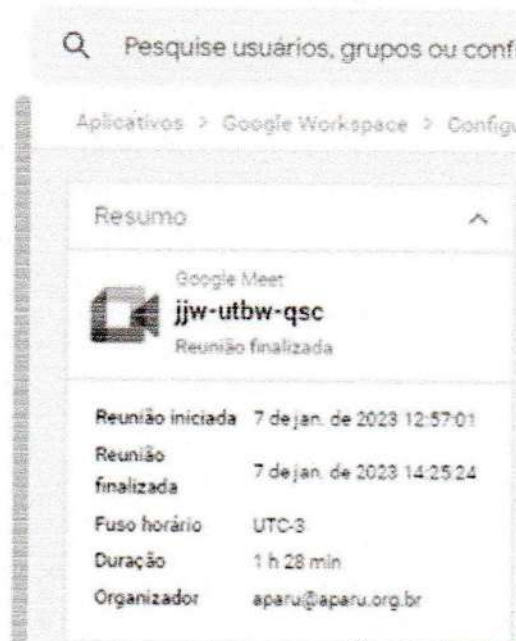 Pesquise usuários, grupos ou conf
Aplicativos > Google Workspace > Configu
Resumo
Google Meet
jjw-utbw-qsc
Reunião finalizada
Reunião iniciada 7 de jan. de 2023 12:57:01
Reunião
finalizada 7 de jan. de 2023 14:25:24
Fuso horário UTC-3
Duração 1 h 28 min
Organizador aparu@aparu.org.br